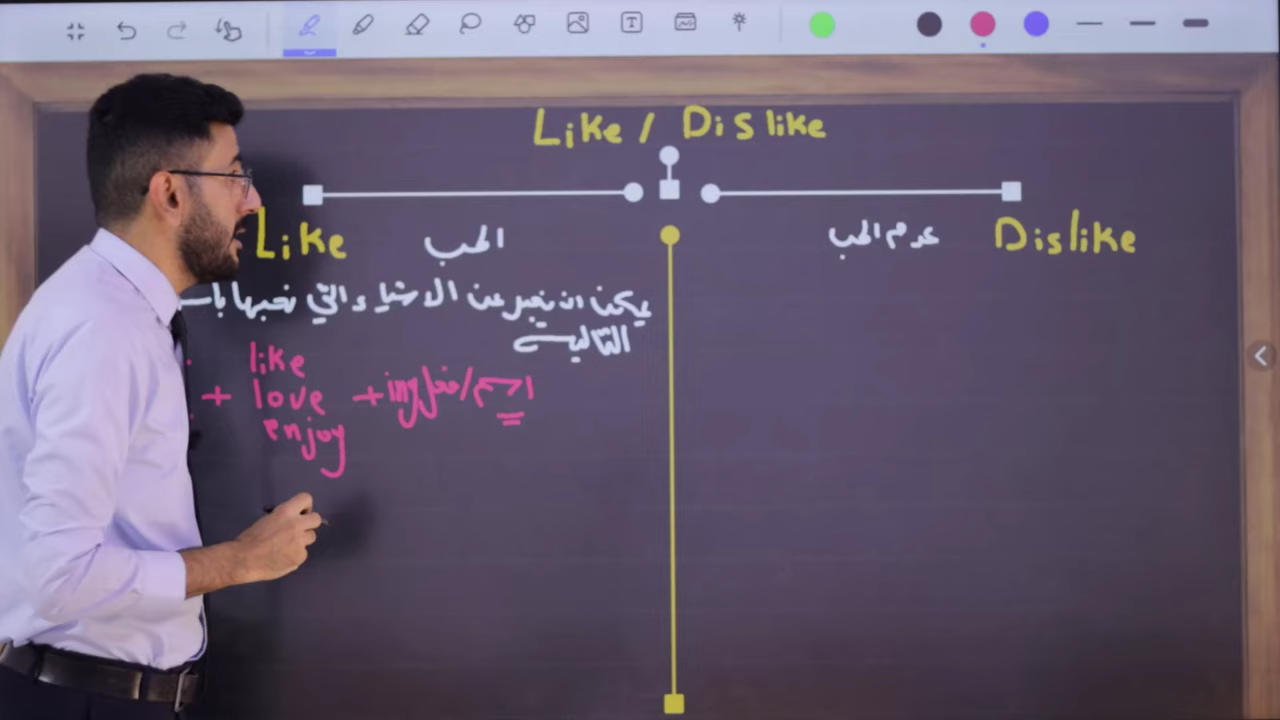 Like / Dislike
Like الحب
عدم الحب Dislike
يمكن ان نعبر عن الاشياء والتي نحبها
التالية
like
+ love + ing فعل/اسم
enjoy